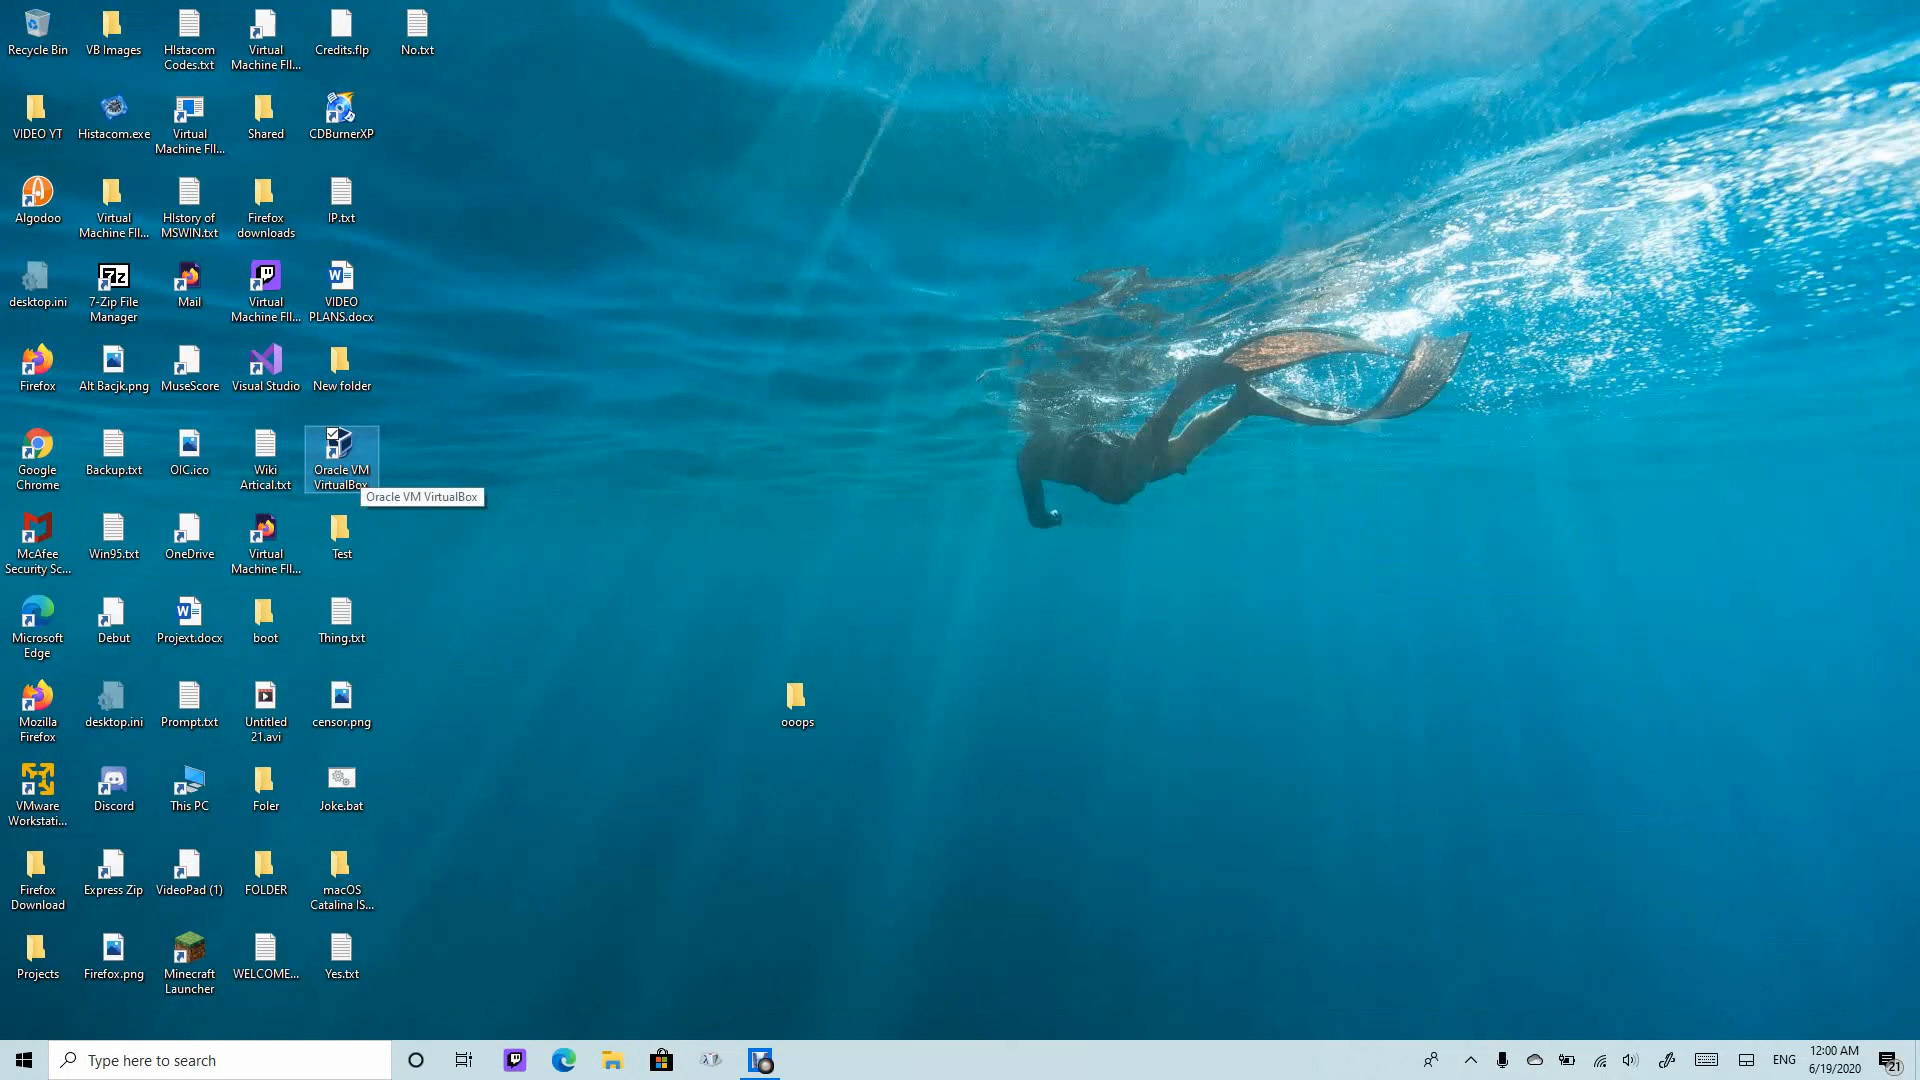 Recycle Bin
VB Images
HIstacom
Codes.txt
Virtual
Machine FIl...
Credits.flp
No.txt
VIDEO YT
Histacom.exe
Virtual
Machine FIl...
Shared
CDBurnerXP
Algodoo
Virtual
Machine FIl...
HIstory of
MSWIN.txt
Firefox
downloads
IP.txt
desktop.ini
7-Zip File
Manager
Mail
Virtual
Machine FIl...
VIDEO
PLANS.docx
Firefox
Alt Bacjk.png
MuseScore
Visual Studio
New folder
Google
Chrome
Backup.txt
OIC.ico
Wiki
Artical.txt
Oracle VM
VirtualBox
Oracle VM VirtualBox
McAfee
Security Sc...
Win95.txt
OneDrive
Virtual
Machine FIl...
Test
Microsoft
Edge
Debut
Projext.docx
boot
Thing.txt
Mozilla
Firefox
desktop.ini
Prompt.txt
Untitled
21.avi
censor.png
ooops
VMware
Workstati...
Discord
This PC
Foler
Joke.bat
Firefox
Download
Express Zip
VideoPad (1)
FOLDER
macOS
Catalina IS...
Projects
Firefox.png
Minecraft
Launcher
WELCOME...
Yes.txt
Type here to search
ENG
12:00 AM
6/19/2020
21